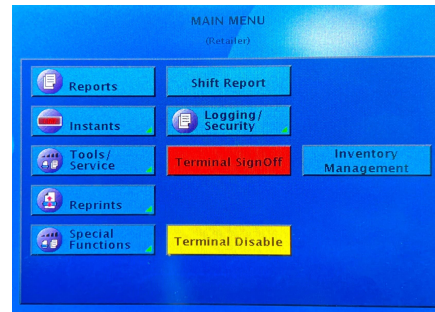 MAIN MENU
(Retailer)
Reports
Shift Report
Instants
Logging/
Security
Tools/
Service
Terminal SignOff
Inventory
Management
Reprints
Special
Functions
Terminal Disable